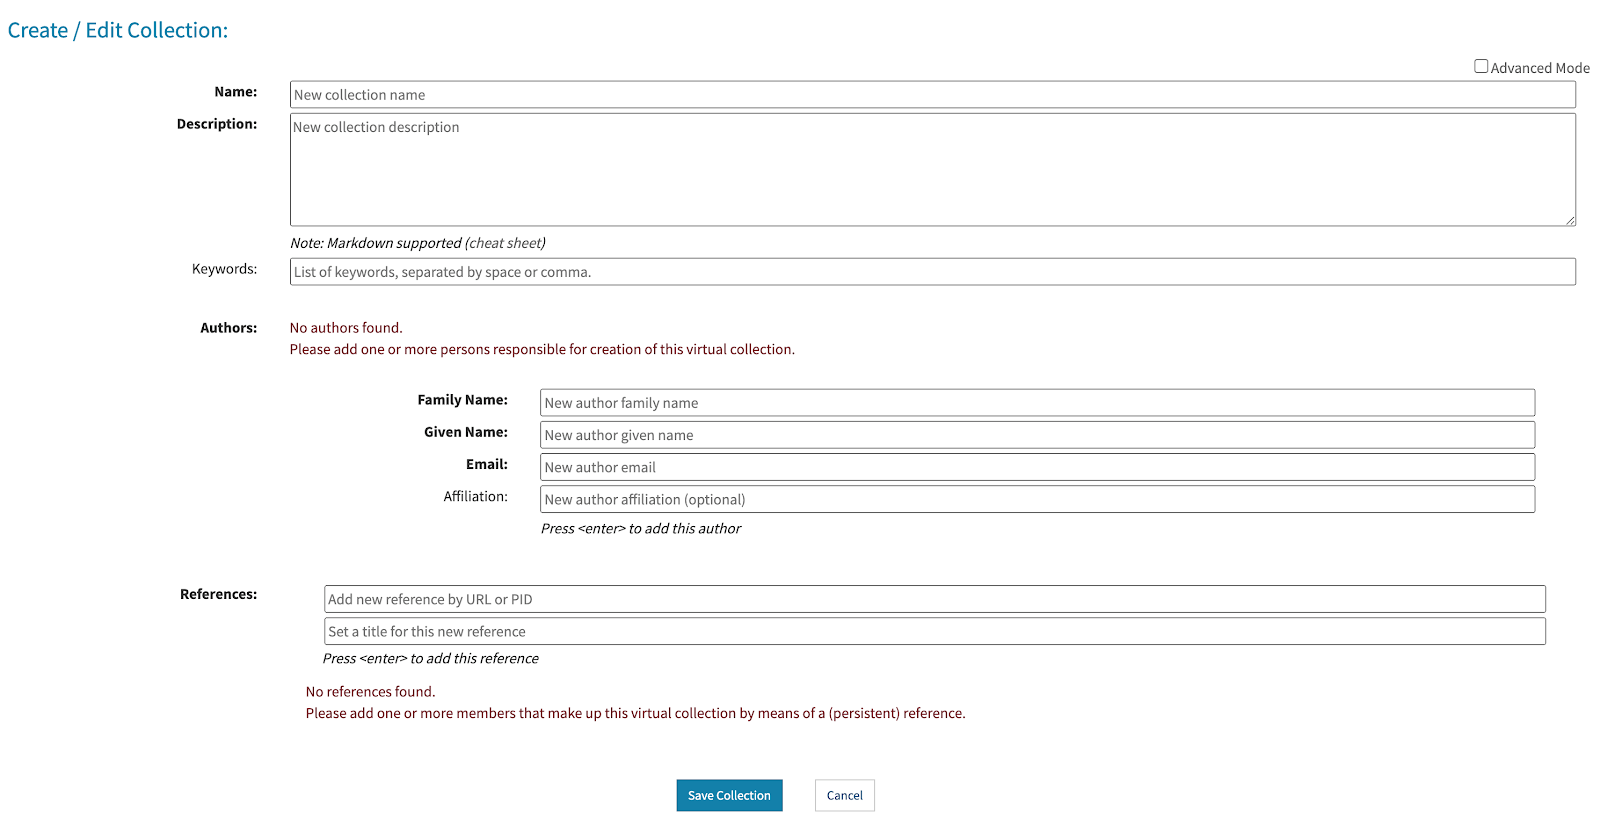 Create / Edit Collection:
Advanced Mode
Name:
New collection name
Description:
New collection description
Note: Markdown supported (cheat sheet)
Keywords:
List of keywords, separated by space or comma.
Authors:
No authors found.
Please add one or more persons responsible for creation of this virtual collection.
Family Name:
New author family name
Given Name:
New author given name
Email:
New author email
Affiliation:
New author affiliation (optional)
Press <enter> to add this author
References:
Add new reference by URL or PID
Set a title for this new reference
Press <enter> to add this reference
No references found.
Please add one or more members that make up this virtual collection by means of a (persistent) reference.
Save Collection
Cancel